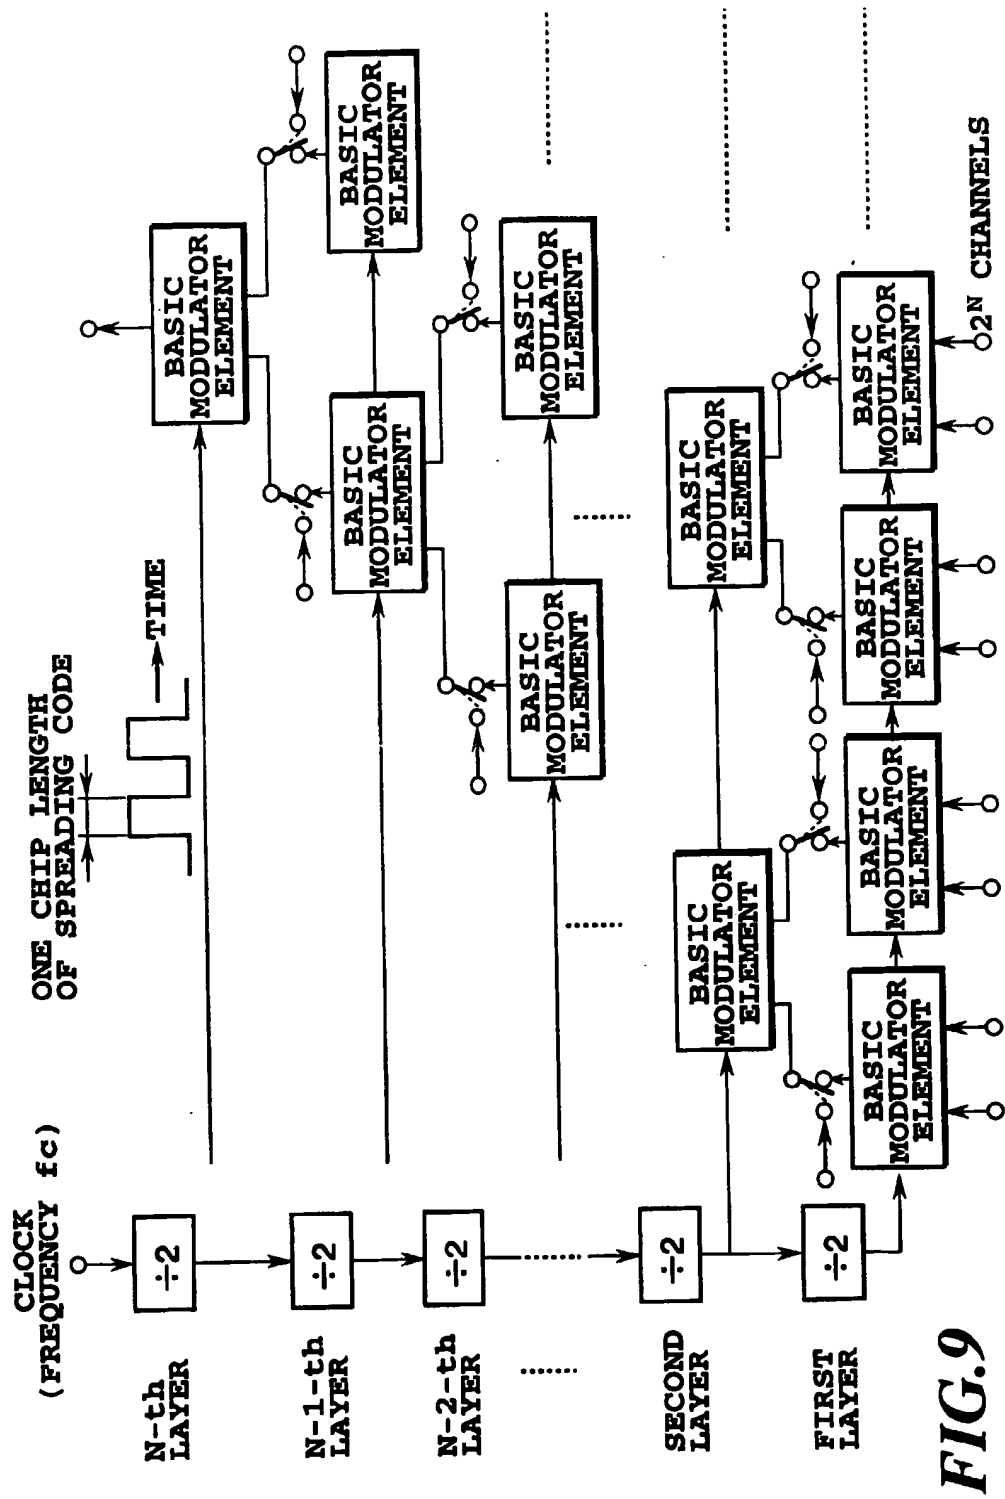 CLOCK
(FREQUENCY fc)
ONE CHIP LENGTH
OF SPREADING CODE
TIME
N-th
LAYER
÷2
BASIC
MODULATOR
ELEMENT
N-1-th
LAYER
÷2
BASIC
MODULATOR
ELEMENT
BASIC
MODULATOR
ELEMENT
N-2-th
LAYER
÷2
BASIC
MODULATOR
ELEMENT
BASIC
MODULATOR
ELEMENT
SECOND
LAYER
÷2
BASIC
MODULATOR
ELEMENT
BASIC
MODULATOR
ELEMENT
FIRST
LAYER
÷2
BASIC
MODULATOR
ELEMENT
BASIC
MODULATOR
ELEMENT
BASIC
MODULATOR
ELEMENT
BASIC
MODULATOR
ELEMENT
2^N CHANNELS
FIG.9